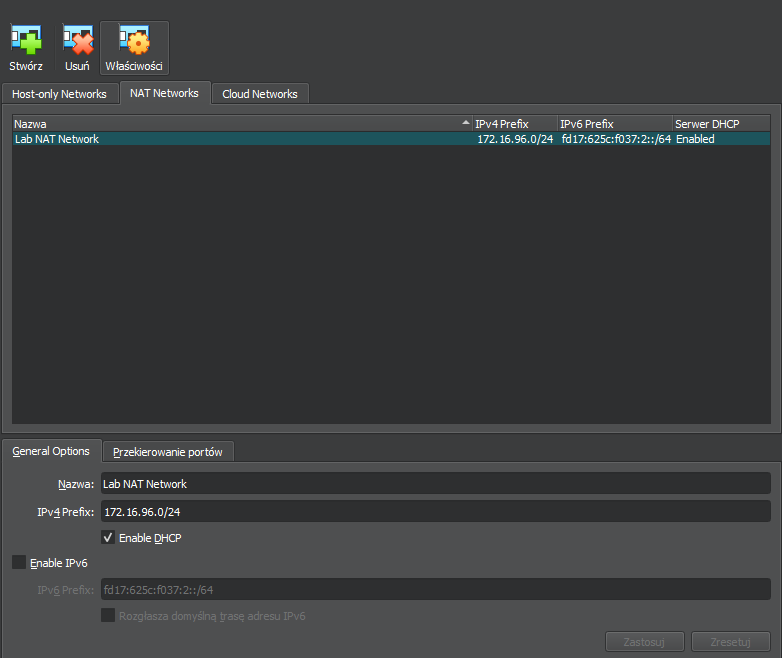 Stwórz Usuń Właściwości
Host-only Networks NAT Networks Cloud Networks
Nazwa IPv4 Prefix IPv6 Prefix Serwer DHCP
Lab NAT Network 172.16.96.0/24 fd17:625c:f037:2::/64 Enabled
General Options Przekierowanie portów
Nazwa: Lab NAT Network
IPv4 Prefix: 172.16.96.0/24
Enable DHCP
Enable IPv6
IPv6 Prefix: fd17:625c:f037:2::/64
Rozgłasza domyślną trasę adresu IPv6
Zastosuj Zresetuj